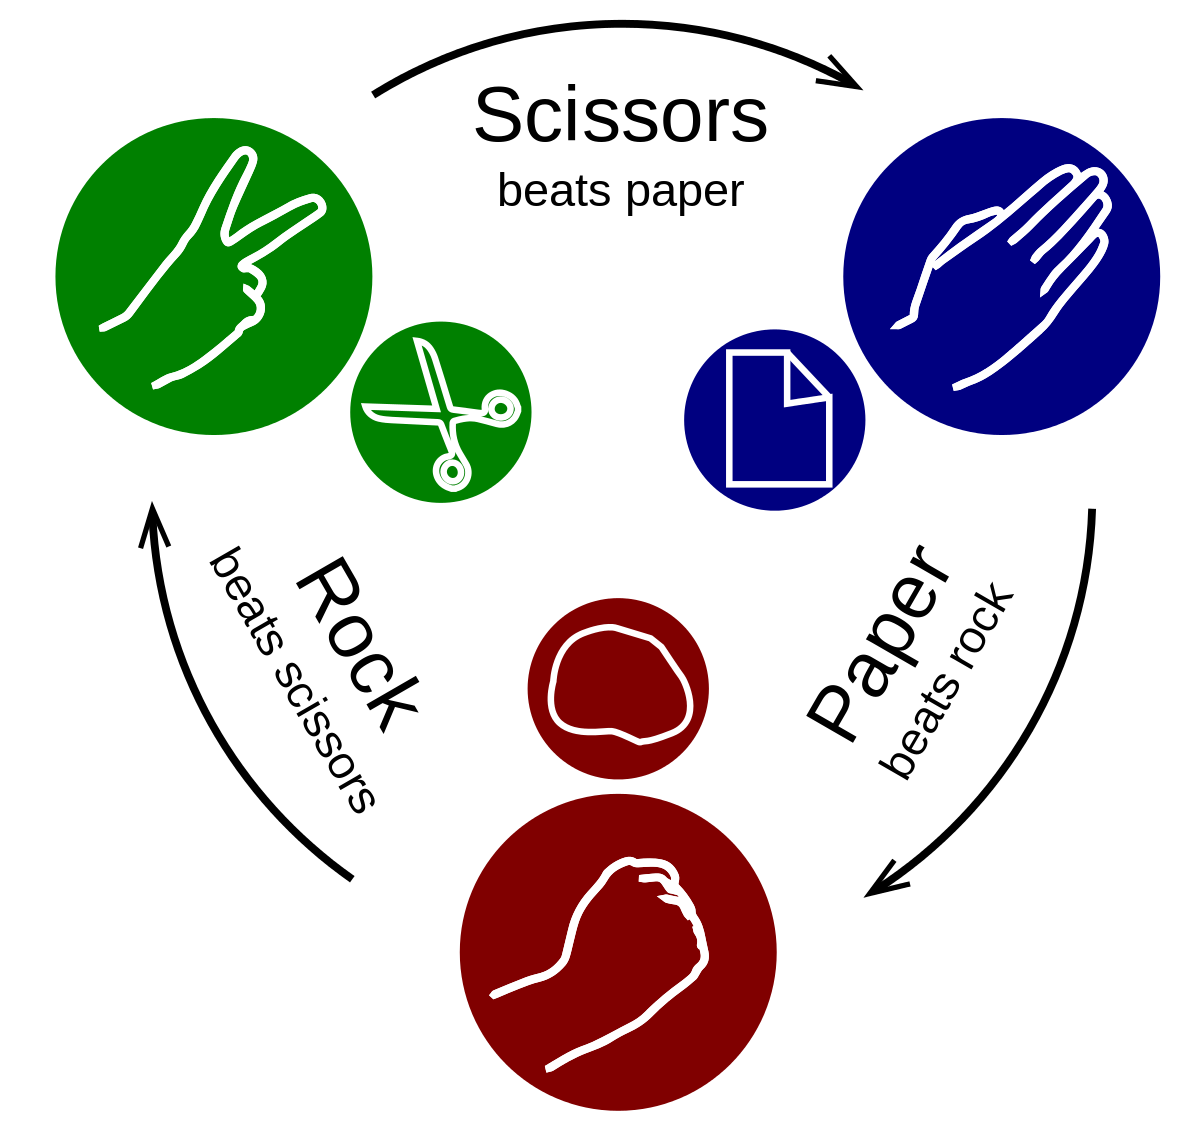 Scissors
beats paper
Paper
beats rock
Rock
beats scissors